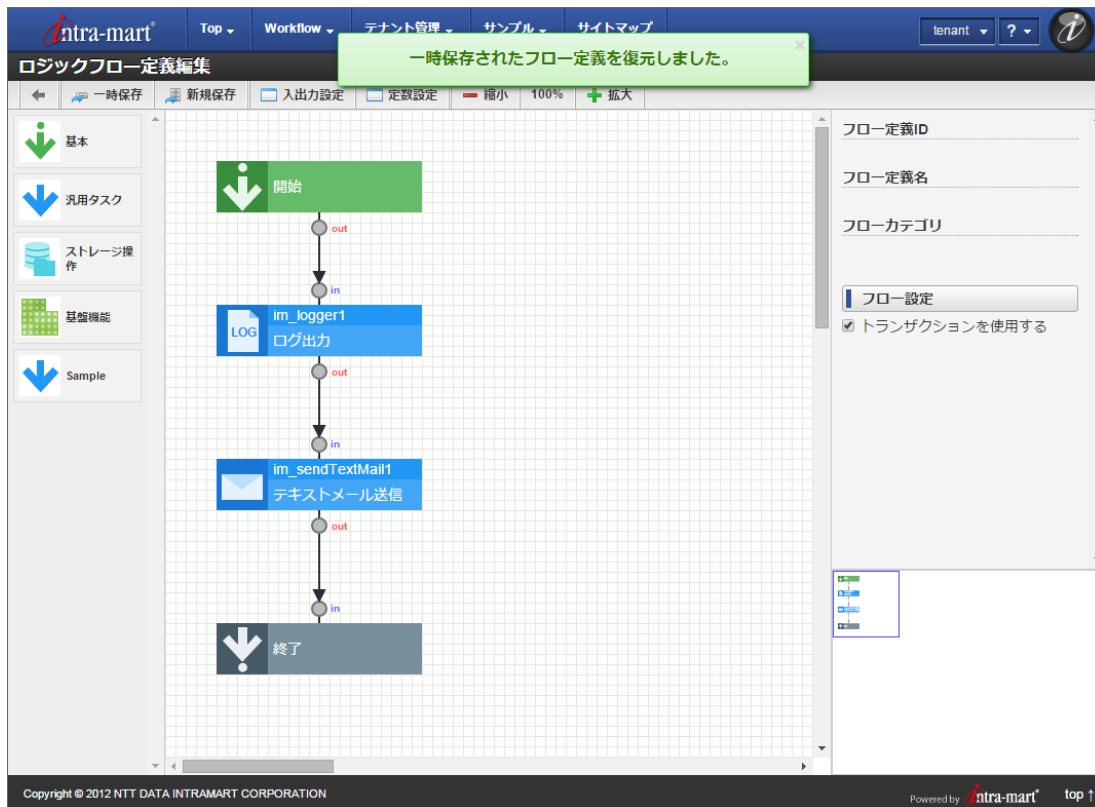 intra-mart
Top
Workflow
テナント管理
サンプル
サイトマップ
tenant
?
一時保存されたフロー定義を復元しました。
×
ロジックフロー定義編集
一時保存
新規保存
入出力設定
定数設定
縮小
100%
拡大
基本
汎用タスク
ストレージ操
作
基盤機能
Sample
開始
out
in
LOG
im_logger1
ログ出力
out
in
im_sendTextMail1
テキストメール送信
out
in
終了
フロー定義ID
フロー定義名
フローカテゴリ
フロー設定
トランザクションを使用する
Copyright © 2012 NTT DATA INTRAMART CORPORATION
Powered by intra-mart
top ↑